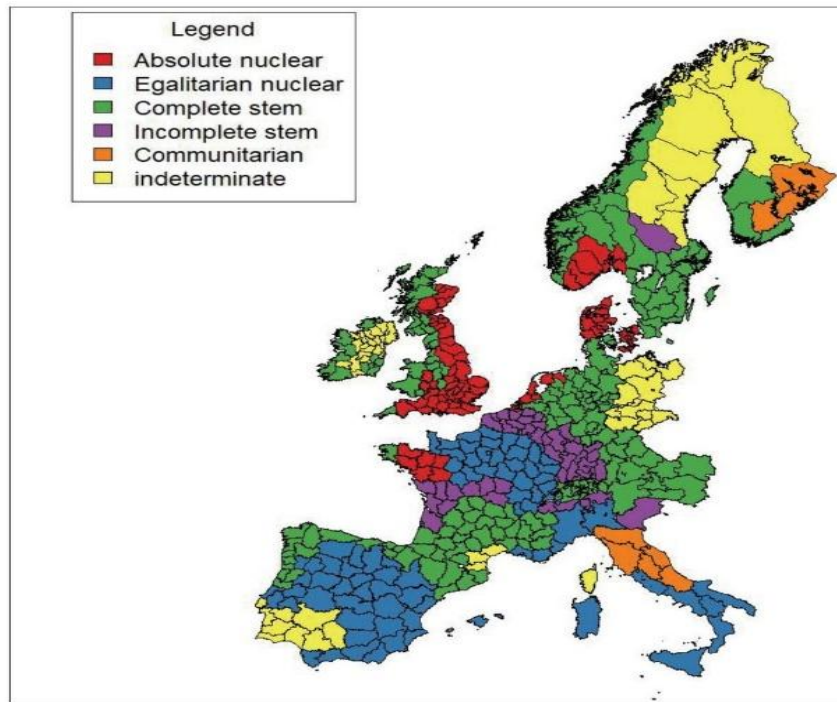 Legend
Absolute nuclear
Egalitarian nuclear
Complete stem
Incomplete stem
Communitarian
indeterminate